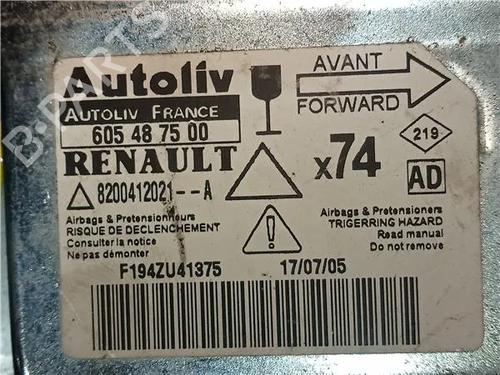 Autoliv
AVANT
FORWARD
AUTOLIV FRANCE
605 48 75 00
RENAULT
x74
219
8200412021--A
AD
Airbags & Pretensionneurs
RISQUE DE DECLENCHEMENT
Consulter la notice
Ne pas démonter
Airbags & Pretensioners
TRIGERRING HAZARD
Read manual
Do not remove
F194ZU41375
17/07/05
B-PARTS